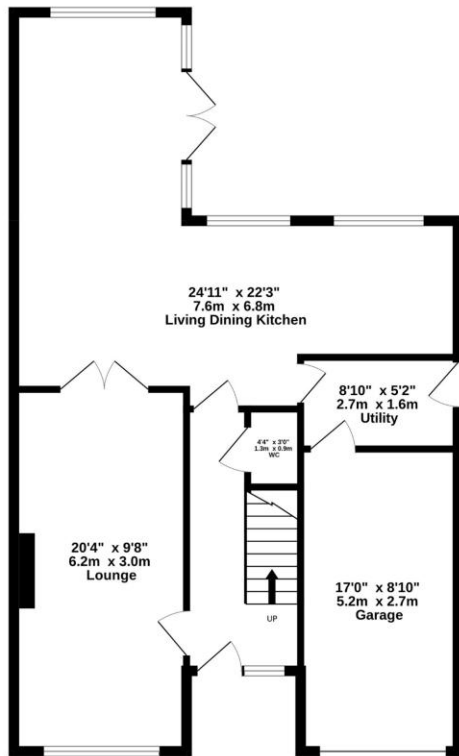 24'11" x 22'3"
7.6m x 6.8m
Living Dining Kitchen
8'10" x 5'2"
2.7m x 1.6m
Utility
4'4" x 3'0"
1.3m x 0.9m
WC
20'4" x 9'8"
6.2m x 3.0m
Lounge
17'0" x 8'10"
5.2m x 2.7m
Garage
UP